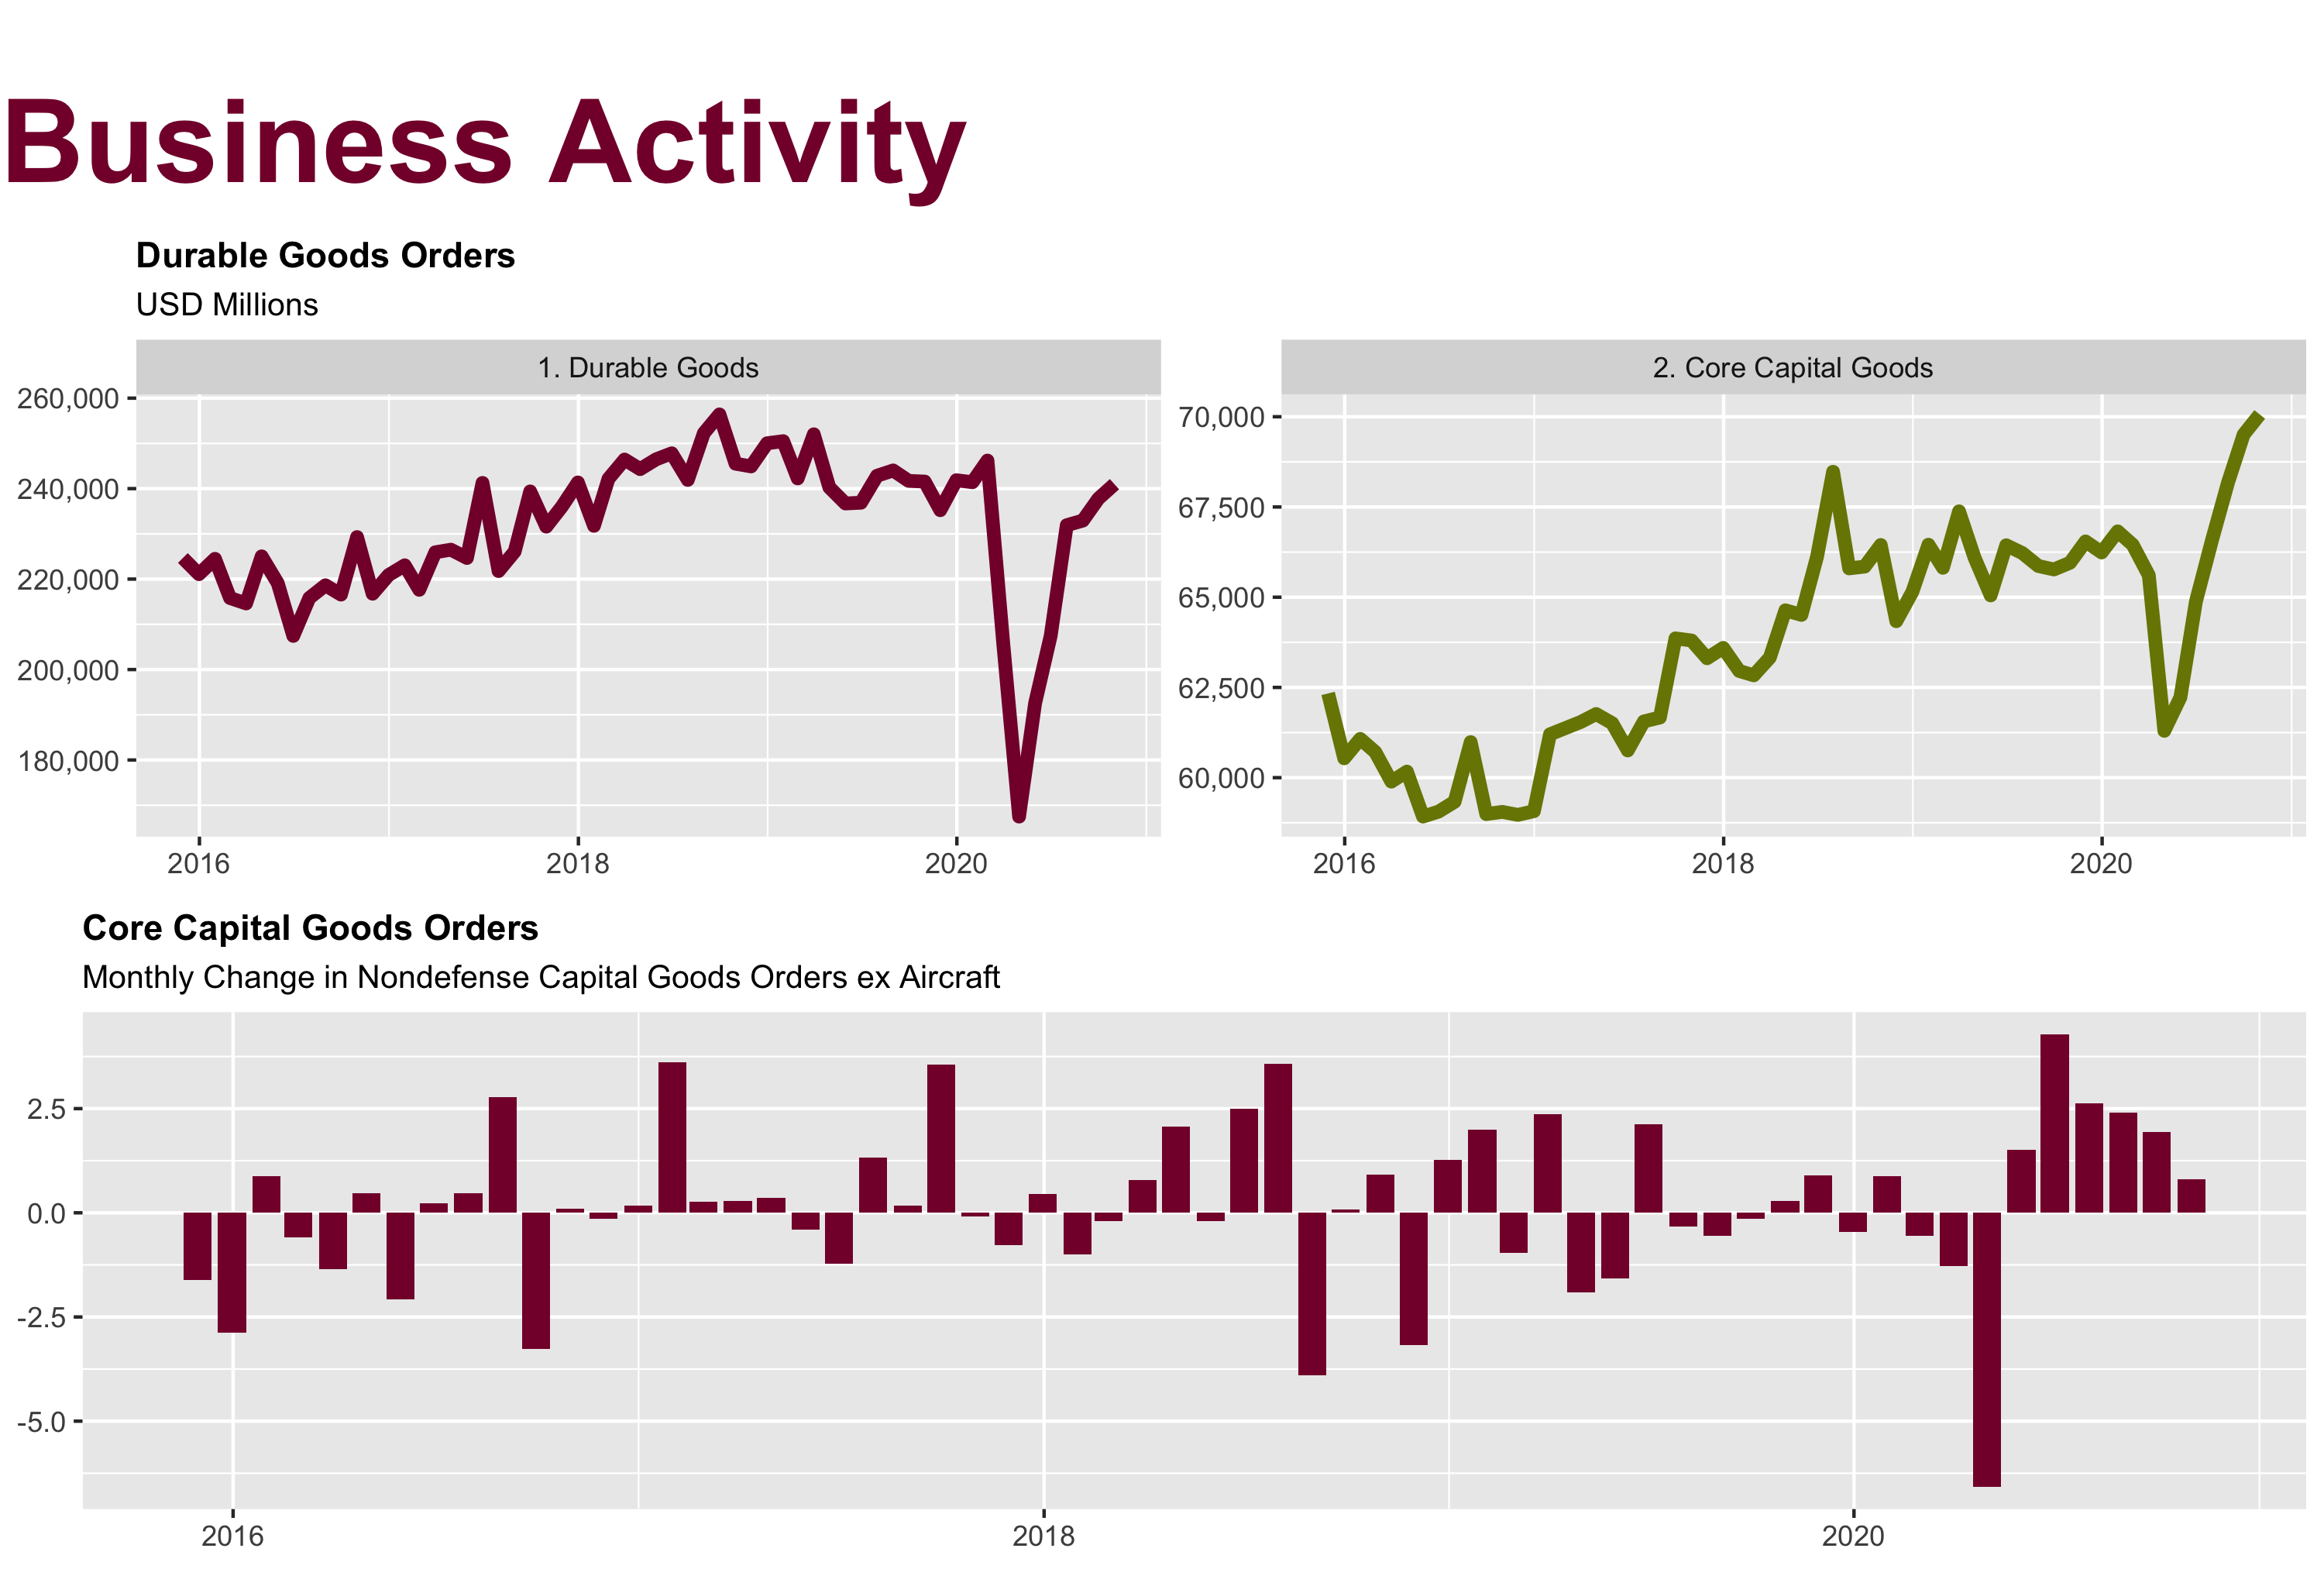 Business Activity
Durable Goods Orders
USD Millions
1. Durable Goods
260,000
240,000
220,000
200,000
180,000
2016 2018 2020
2. Core Capital Goods
70,000
67,500
65,000
62,500
60,000
2016 2018 2020
Core Capital Goods Orders
Monthly Change in Nondefense Capital Goods Orders ex Aircraft
2.5
0.0
-2.5
-5.0
2016 2018 2020